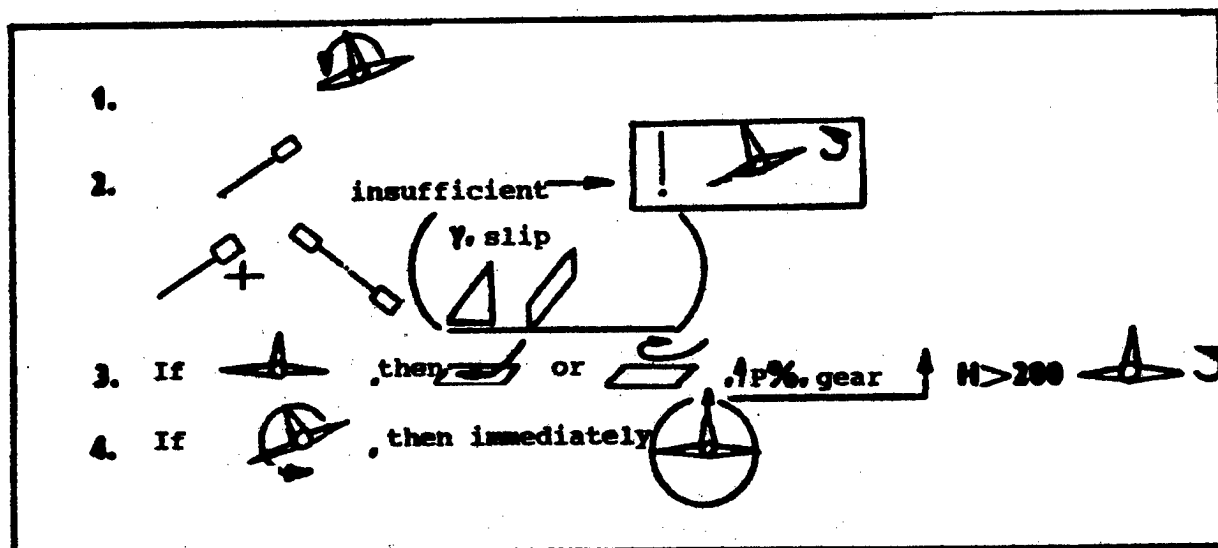 1.
2.
insufficient
γ, slip
3. If , then or , P%, gear H>200
4. If , then immediately